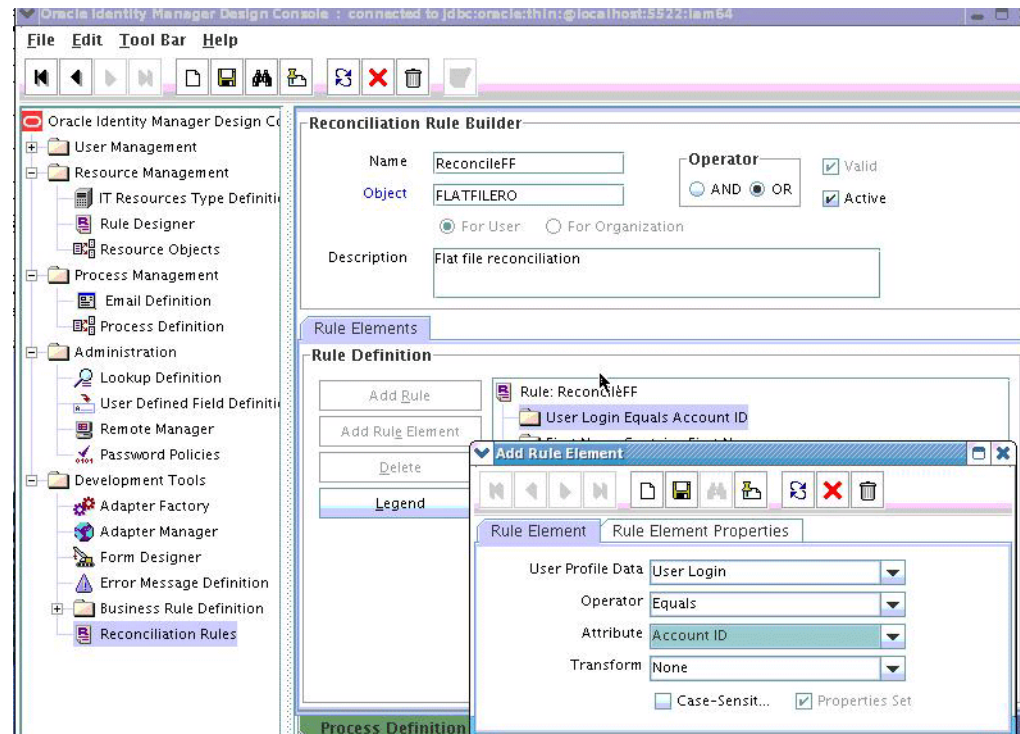 Oracle Identity Manager Design Console : connected to jdbc:oracle:thin:@localhost:5522:iam64
File Edit Tool Bar Help
Oracle Identity Manager Design Co
User Management
Resource Management
IT Resources Type Definiti
Rule Designer
Resource Objects
Process Management
Email Definition
Process Definition
Administration
Lookup Definition
User Defined Field Definiti
Remote Manager
Password Policies
Development Tools
Adapter Factory
Adapter Manager
Form Designer
Error Message Definition
Business Rule Definition
Reconciliation Rules
Reconciliation Rule Builder
Name ReconcileFF
Operator
AND OR
Valid
Object FLATFILERO
Active
For User For Organization
Description Flat file reconciliation
Rule Elements
Rule Definition
Add Rule
Add Rule Element
Delete
Legend
Rule: ReconcileFF
User Login Equals Account ID
Add Rule Element
Rule Element Rule Element Properties
User Profile Data User Login
Operator Equals
Attribute Account ID
Transform None
Case-Sensit... Properties Set
Process Definition